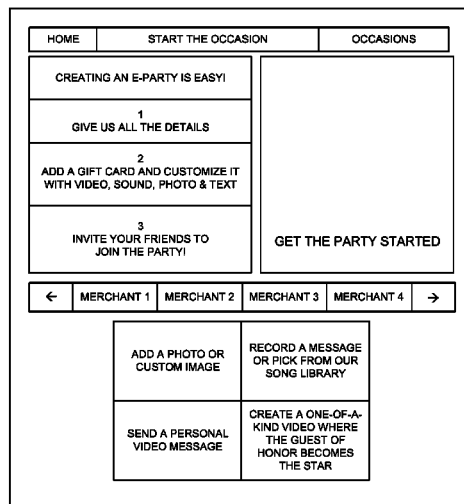 HOME START THE OCCASION OCCASIONS
CREATING AN E-PARTY IS EASY!
1
GIVE US ALL THE DETAILS
2
ADD A GIFT CARD AND CUSTOMIZE IT
WITH VIDEO, SOUND, PHOTO & TEXT
3
INVITE YOUR FRIENDS TO
JOIN THE PARTY!
GET THE PARTY STARTED
← MERCHANT 1 MERCHANT 2 MERCHANT 3 MERCHANT 4 →
ADD A PHOTO OR
CUSTOM IMAGE
RECORD A MESSAGE
OR PICK FROM OUR
SONG LIBRARY
SEND A PERSONAL
VIDEO MESSAGE
CREATE A ONE-OF-A-
KIND VIDEO WHERE
THE GUEST OF
HONOR BECOMES
THE STAR